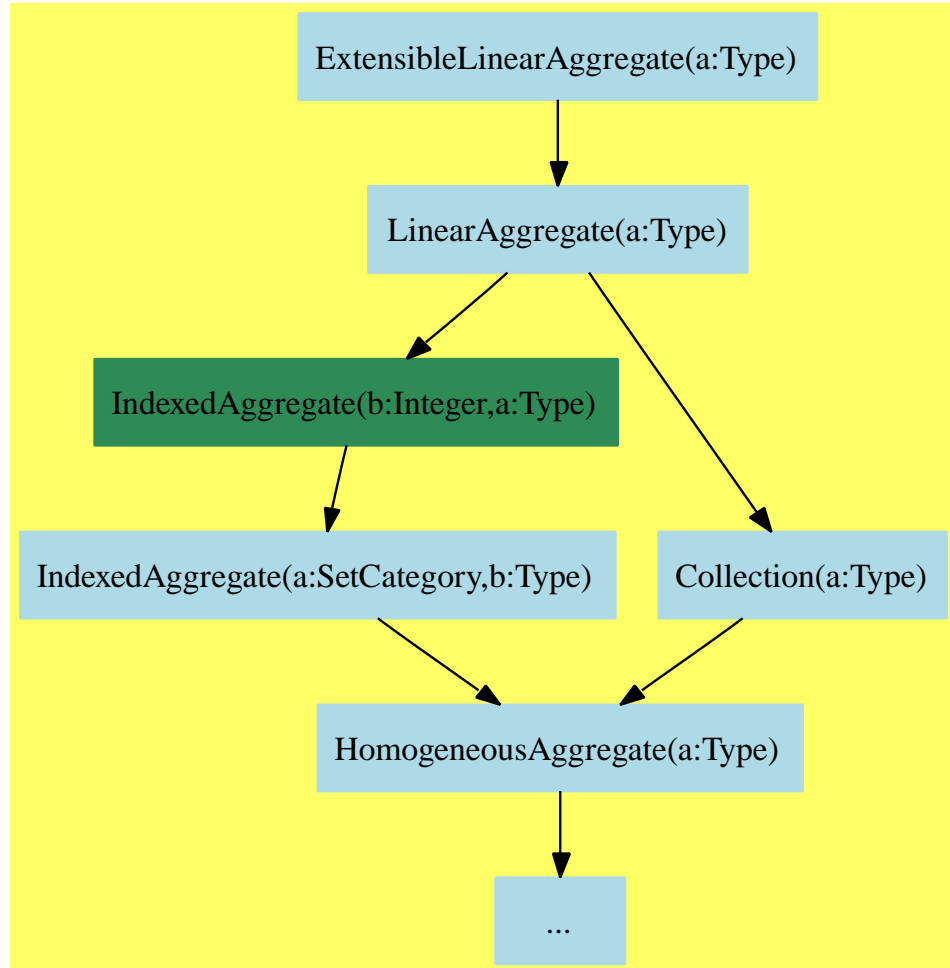 ExtensibleLinearAggregate(a:Type)
LinearAggregate(a:Type)
IndexedAggregate(b:Integer,a:Type)
IndexedAggregate(a:SetCategory,b:Type)
Collection(a:Type)
HomogeneousAggregate(a:Type)
...